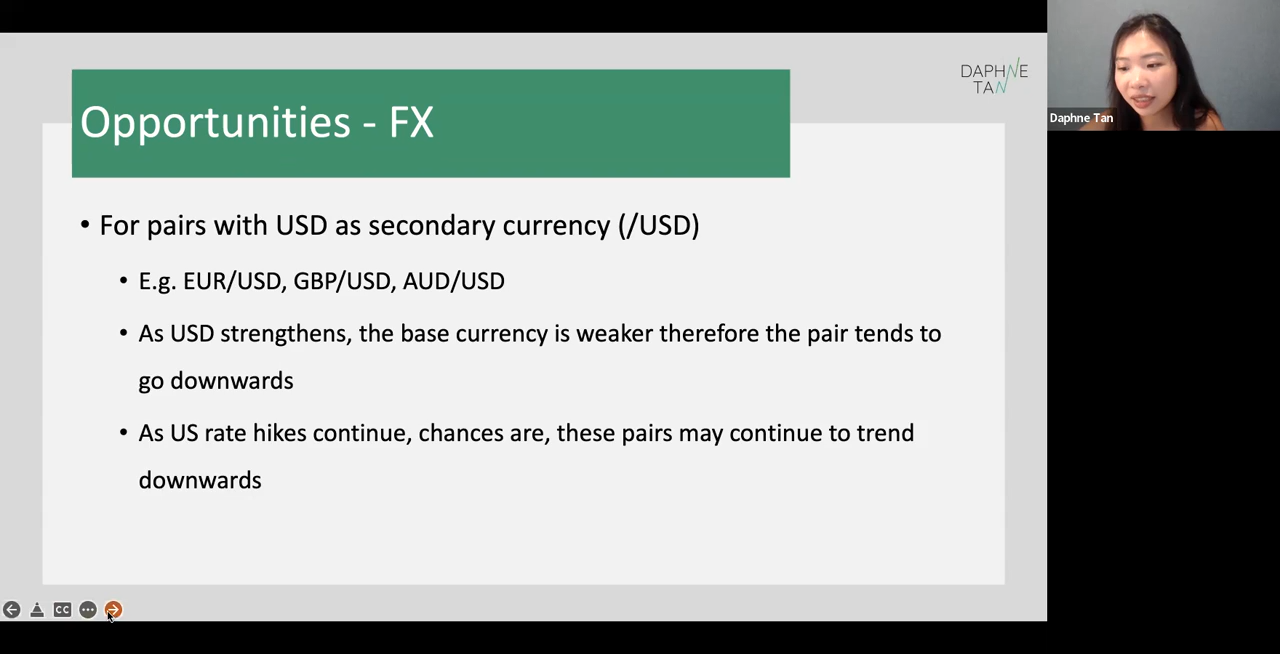 DAPHNE
TAN
Opportunities - FX
• For pairs with USD as secondary currency (/USD)
• E.g. EUR/USD, GBP/USD, AUD/USD
• As USD strengthens, the base currency is weaker therefore the pair tends to
go downwards
• As US rate hikes continue, chances are, these pairs may continue to trend
downwards
CC
Daphne Tan